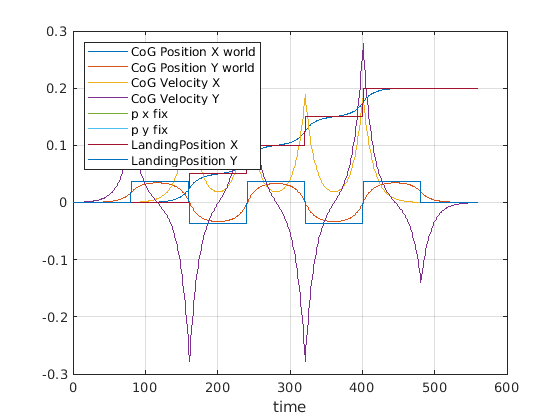 0.3
0.2
0.1
0
-0.1
-0.2
-0.3
CoG Position X world
CoG Position Y world
CoG Velocity X
CoG Velocity Y
p x fix
p y fix
LandingPosition X
LandingPosition Y
0 100 200 300 400 500 600
time